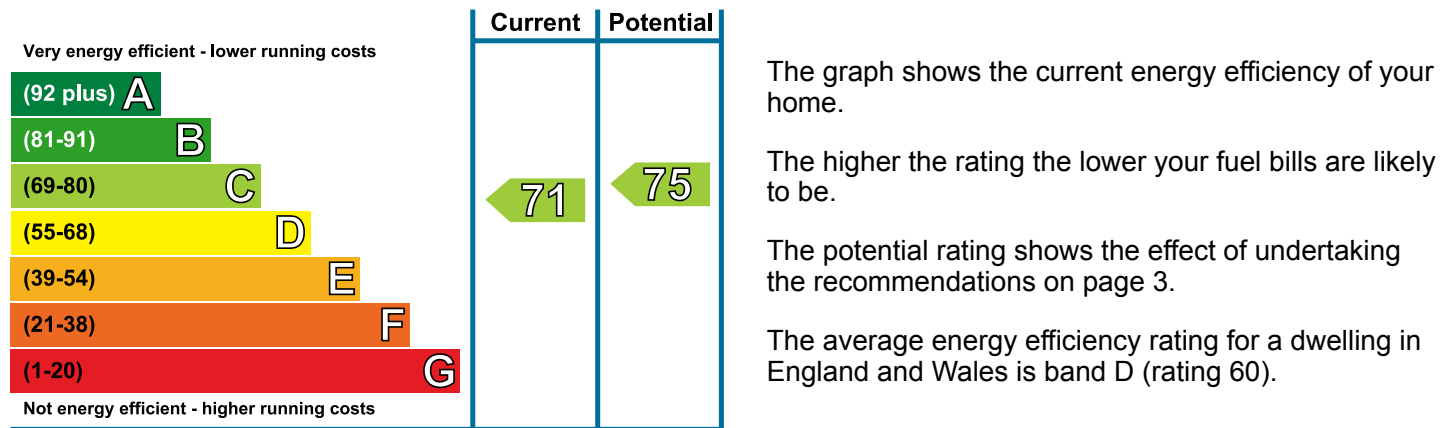 Current Potential
Very energy efficient - lower running costs
(92 plus) A
(81-91) B
(69-80) C
(55-68) D
(39-54) E
(21-38) F
(1-20) G
Not energy efficient - higher running costs
71
75
The graph shows the current energy efficiency of your
home.
The higher the rating the lower your fuel bills are likely
to be.
The potential rating shows the effect of undertaking
the recommendations on page 3.
The average energy efficiency rating for a dwelling in
England and Wales is band D (rating 60).